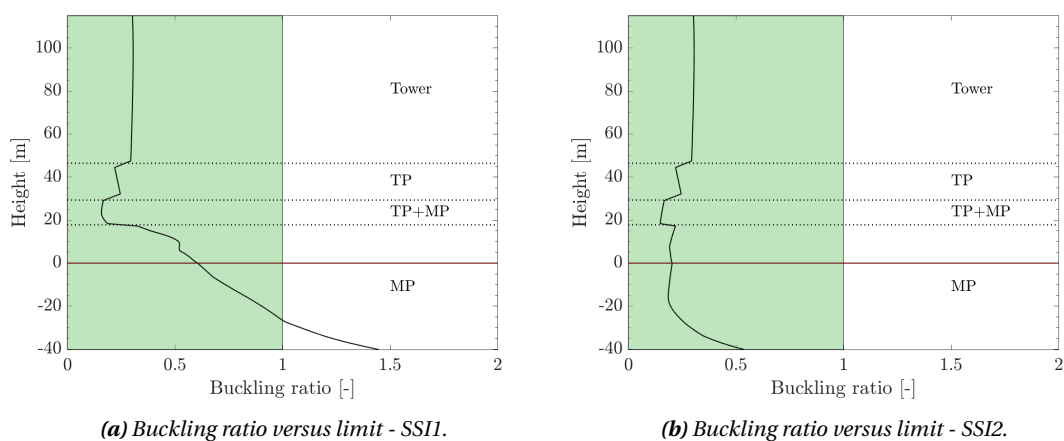 100
80
60
40
20
0
-20
-40
Height [m]
Tower
TP
TP+MP
MP
0
0.5
1
1.5
2
Buckling ratio [-]
(a) Buckling ratio versus limit - SSI1.
100
80
60
40
20
0
-20
-40
Height [m]
Tower
TP
TP+MP
MP
0
0.5
1
1.5
2
Buckling ratio [-]
(b) Buckling ratio versus limit - SSI2.